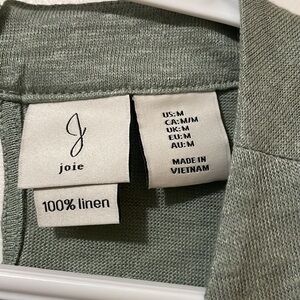 J
joie
100% linen
US:M
CA:M/M
UK:M
EU:M
AU:M
MADE IN
VIETNAM